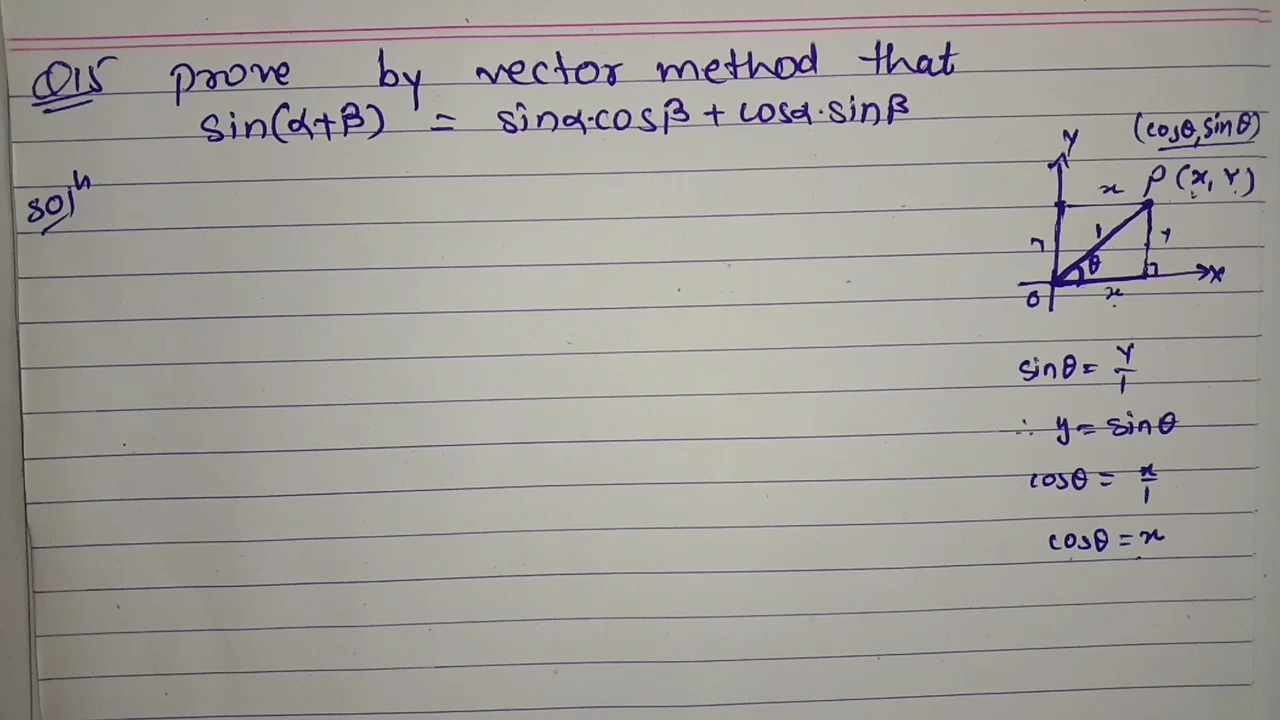 Q15 prove by vector method that
sin(α+β) = sinα·cosβ + cosα·sinβ
solⁿ
(cosθ, sinθ)
Y
x P (x, Y)
y 1 Y
θ
O x X
sinθ = Y/1
∴ y = sinθ
cosθ = x/1
cosθ = x